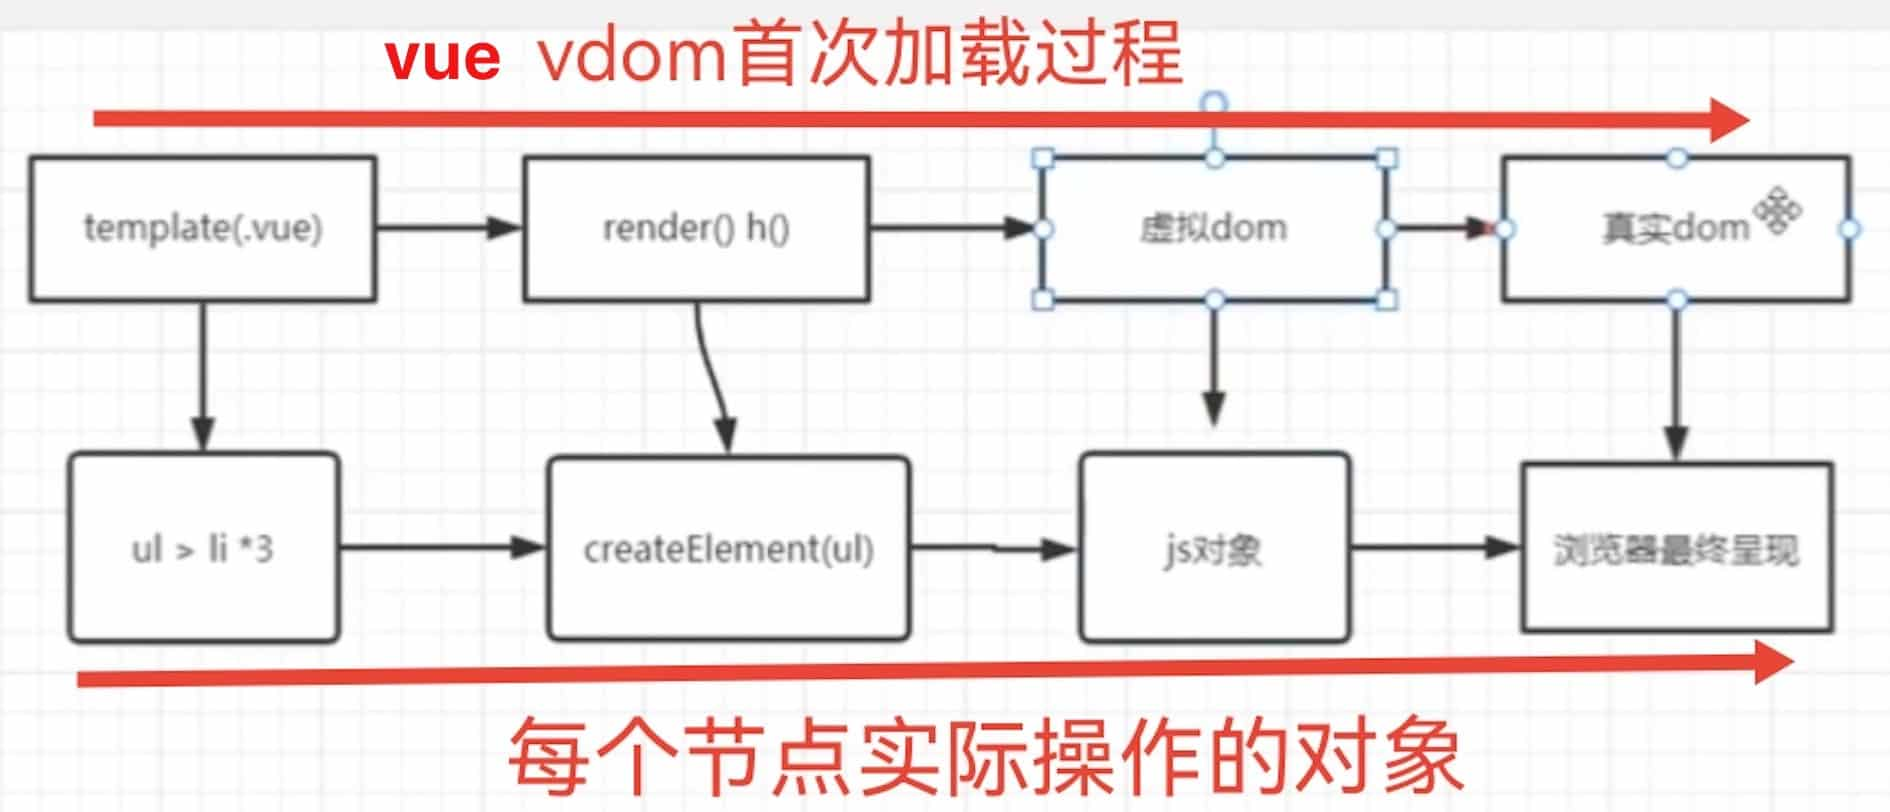 vue vdom首次加载过程
template(.vue)
render() h()
虚拟dom
真实dom
ul > li *3
createElement(ul)
js对象
浏览器最终呈现
每个节点实际操作的对象